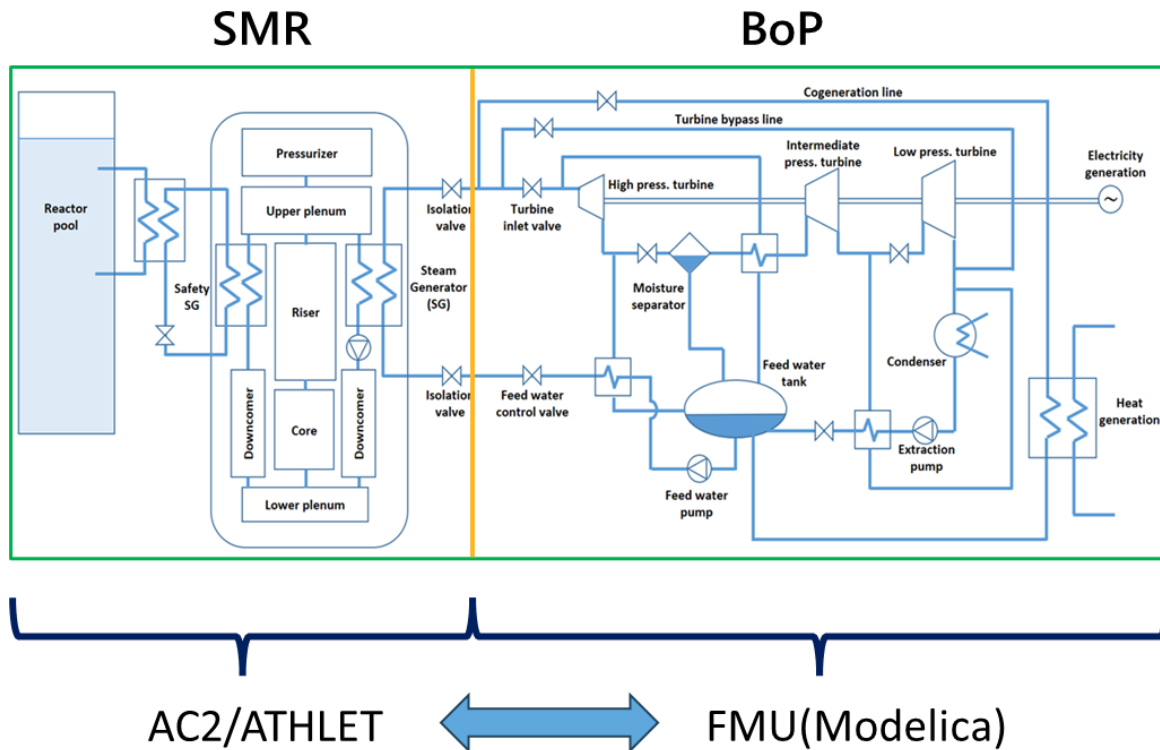 SMR
BoP
Cogeneration line
Turbine bypass line
Pressurizer
Intermediate
press. turbine
Low press. turbine
Electricity
generation
High press. turbine
Reactor
pool
Upper plenum
Isolation
valve
Turbine
inlet valve
~
Safety
SG
Riser
Steam
Generator
(SG)
Moisture
separator
Condenser
Feed water
tank
Isolation
valve
Feed water
control valve
Heat
generation
Downcomer
Core
Downcomer
Extraction
pump
Lower plenum
Feed water
pump
AC2/ATHLET
FMU(Modelica)